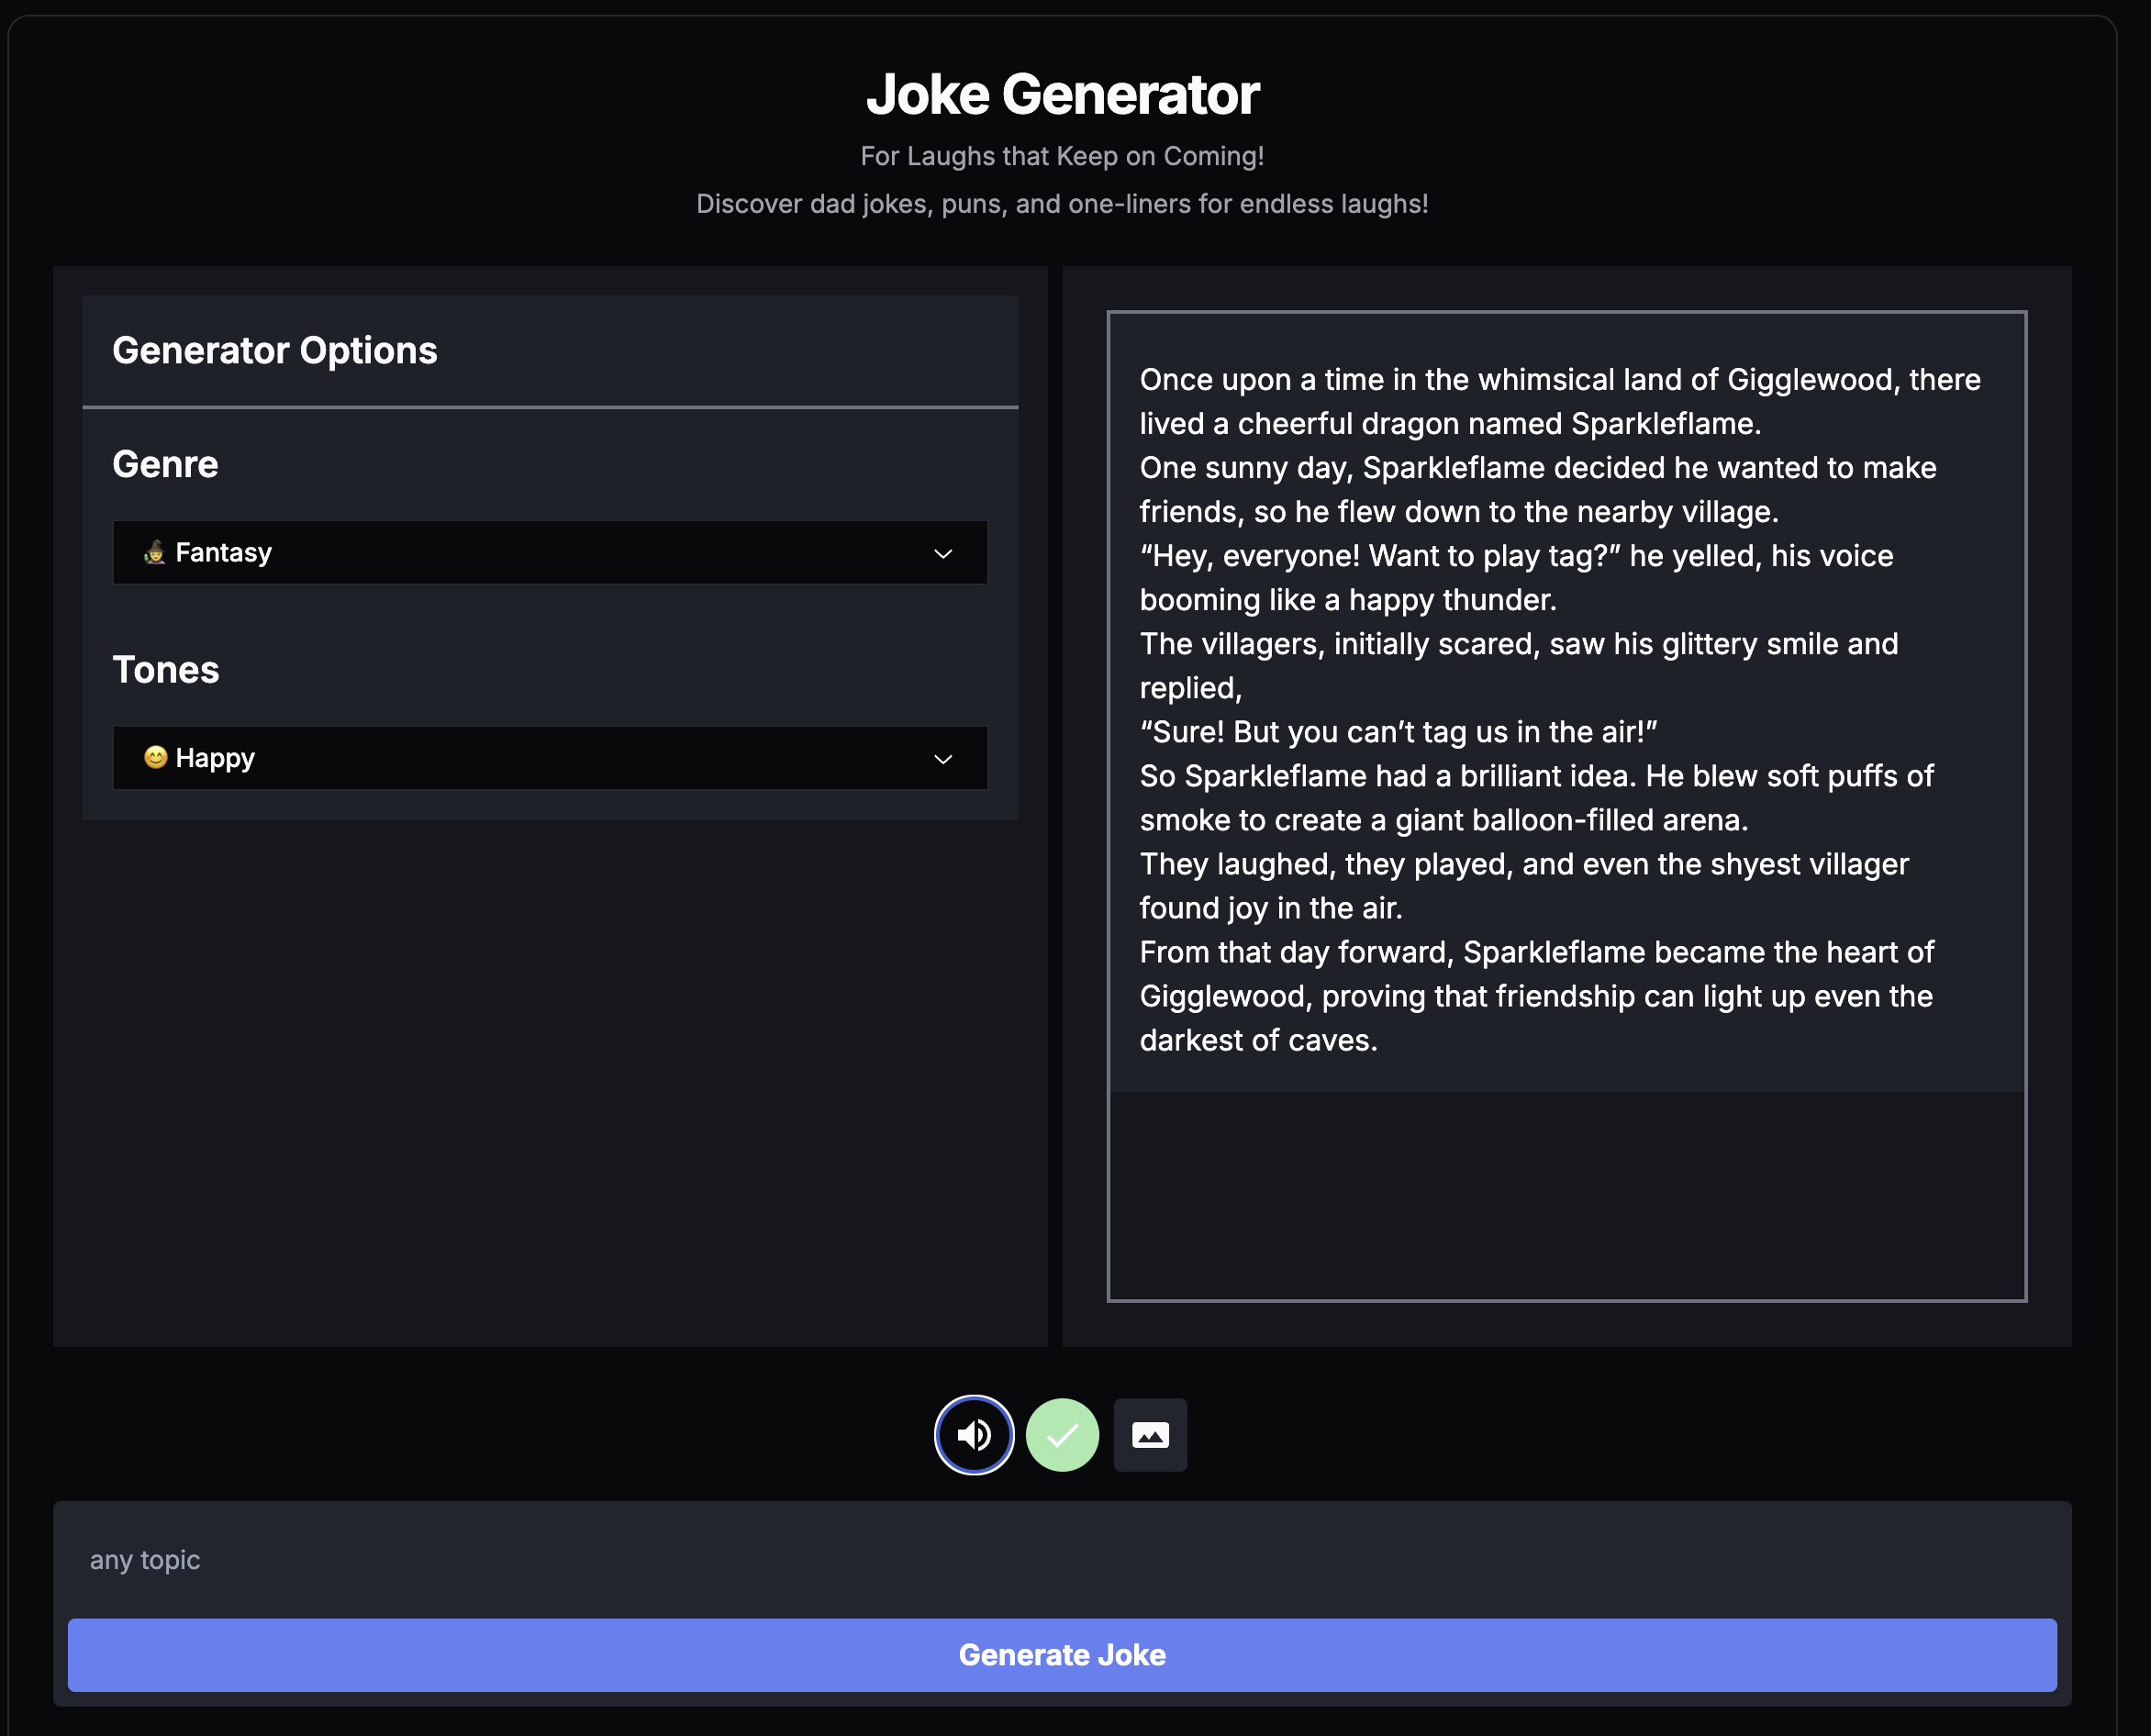 Joke Generator
For Laughs that Keep on Coming!
Discover dad jokes, puns, and one-liners for endless laughs!
Generator Options
Genre
🧙‍♀️ Fantasy
Tones
😊 Happy
Once upon a time in the whimsical land of Gigglewood, there
lived a cheerful dragon named Sparkleflame.
One sunny day, Sparkleflame decided he wanted to make
friends, so he flew down to the nearby village.
“Hey, everyone! Want to play tag?” he yelled, his voice
booming like a happy thunder.
The villagers, initially scared, saw his glittery smile and
replied,
“Sure! But you can’t tag us in the air!”
So Sparkleflame had a brilliant idea. He blew soft puffs of
smoke to create a giant balloon-filled arena.
They laughed, they played, and even the shyest villager
found joy in the air.
From that day forward, Sparkleflame became the heart of
Gigglewood, proving that friendship can light up even the
darkest of caves.
any topic
Generate Joke